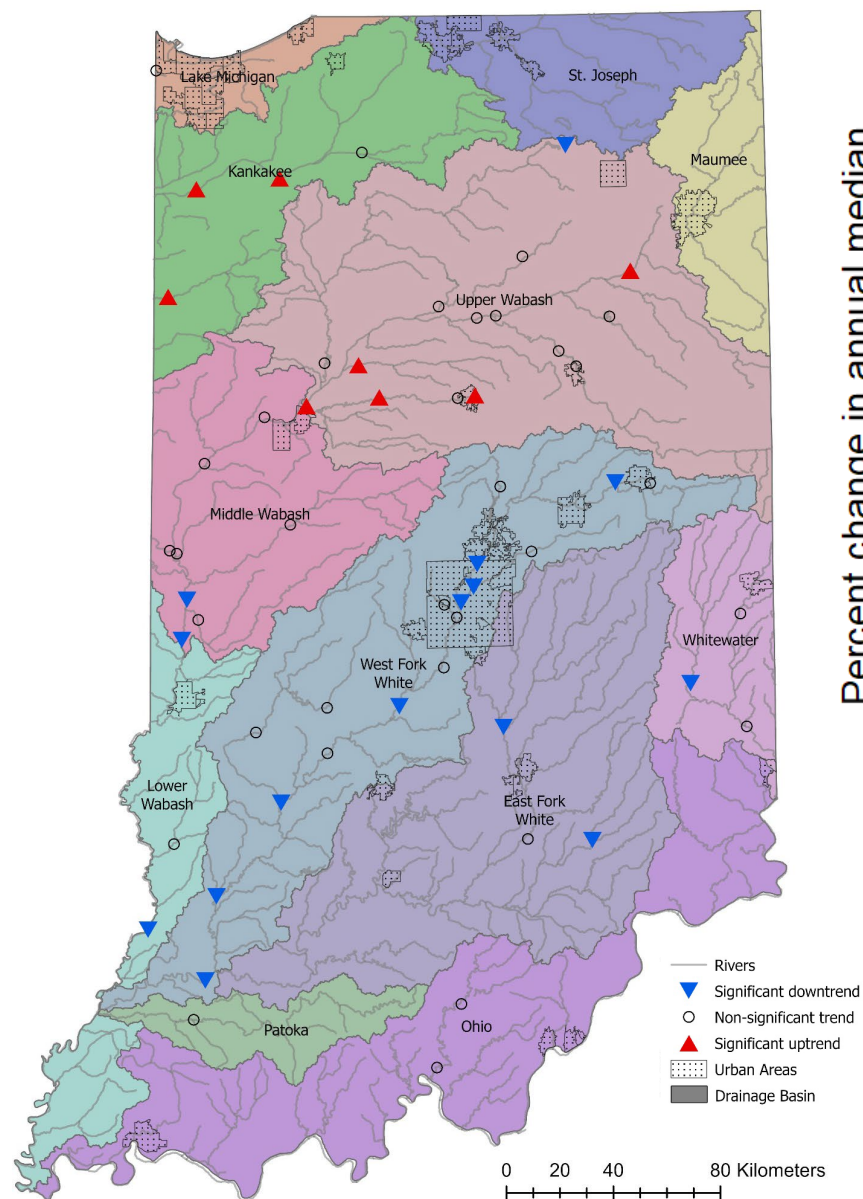 Lake Michigan
St. Joseph
Maumee
Kankakee
Upper Wabash
Middle Wabash
West Fork
White
Whitewater
Lower
Wabash
East Fork
White
Patoka
Ohio
Rivers
Significant downtrend
Non-significant trend
Significant uptrend
Urban Areas
Drainage Basin
0 20 40 80 Kilometers
Percent change in annual median